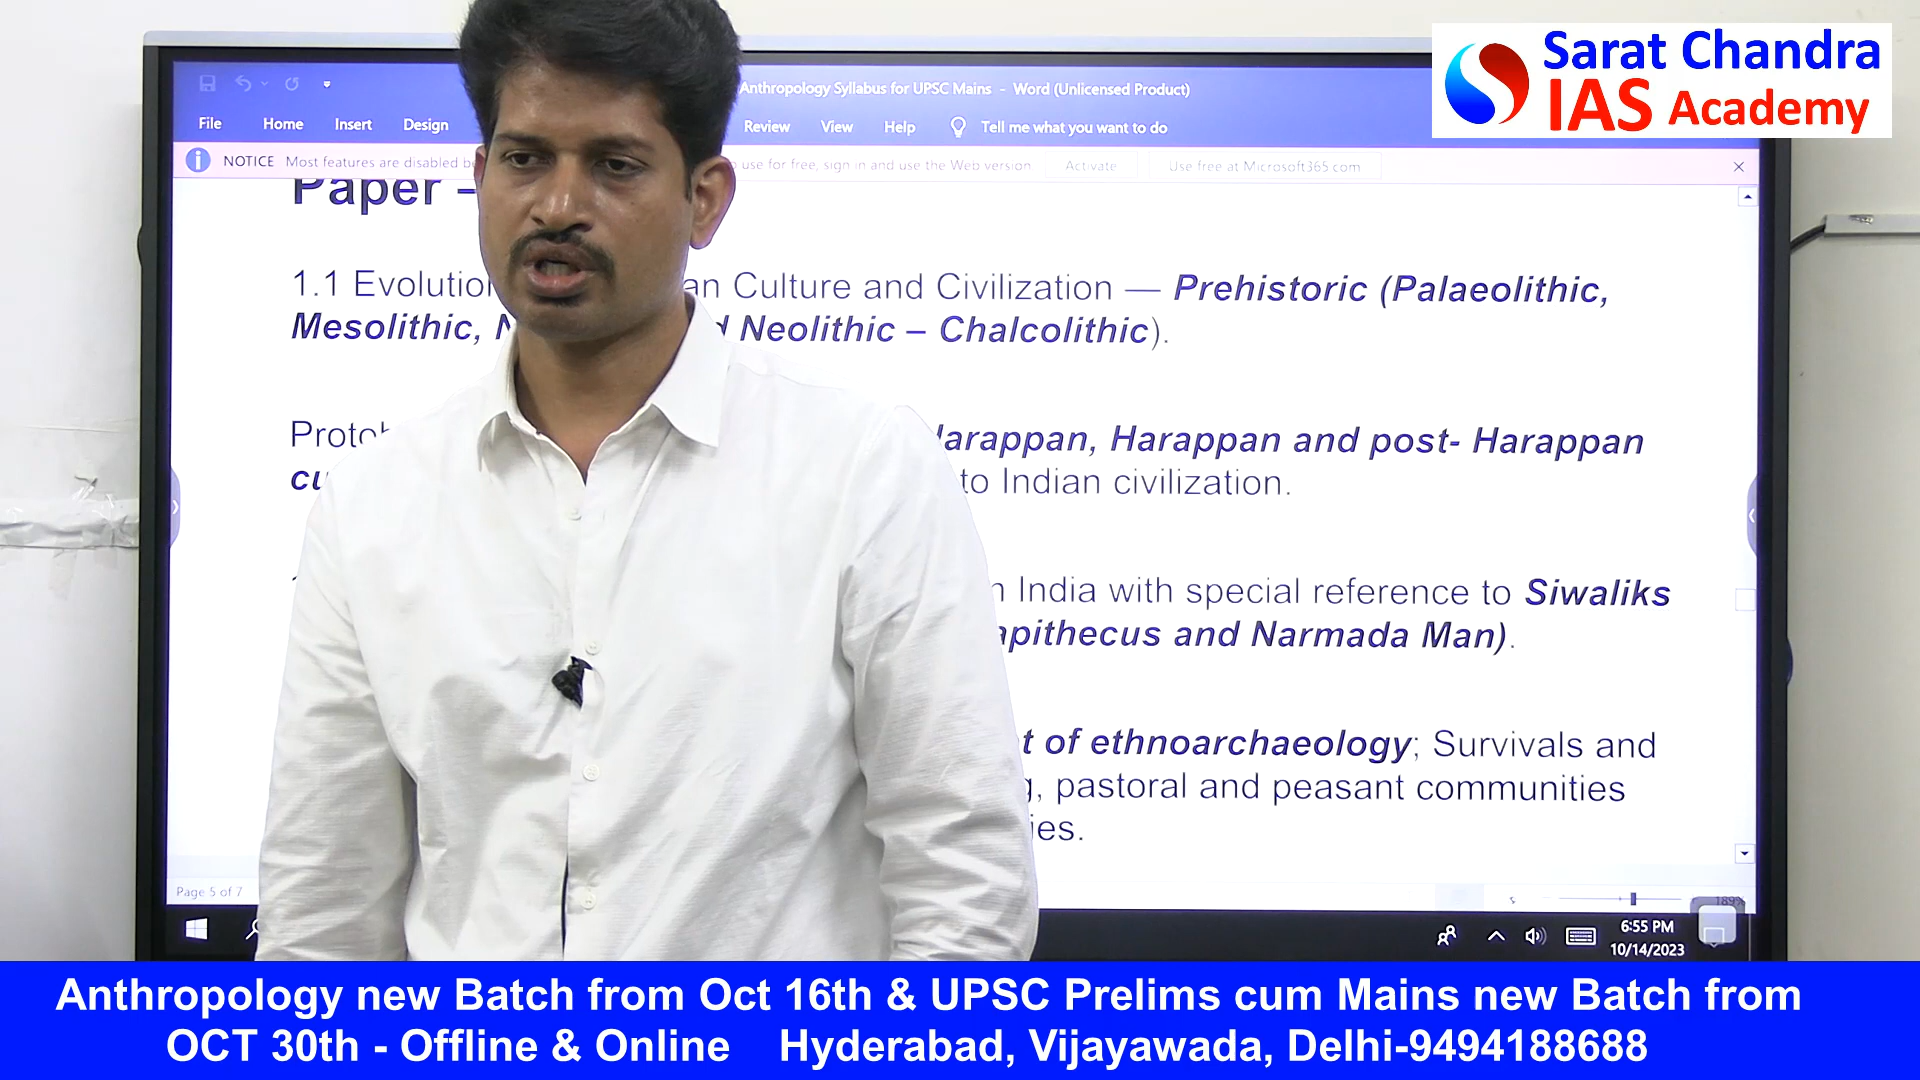 Sarat Chandra
IAS Academy
Anthropology Syllabus for UPSC Mains - Word (Unlicensed Product)
File Home Insert Design Review View Help Tell me what you want to do
NOTICE Most features are disabled use for free, sign in and use the Web version Activate Use free at Microsoft365.com
Paper –
1.1 Culture and Civilization — Prehistoric (Palaeolithic,
Mesolithic, Neolithic – Chalcolithic).
Harappan, Harappan and post- Harappan
to Indian civilization.
India with special reference to Siwaliks
and Narmada Man).
of ethnoarchaeology; Survivals and
pastoral and peasant communities
Page 5 of 7
189%
6:55 PM
10/14/2023
Anthropology new Batch from Oct 16th & UPSC Prelims cum Mains new Batch from
OCT 30th - Offline & Online Hyderabad, Vijayawada, Delhi-9494188688